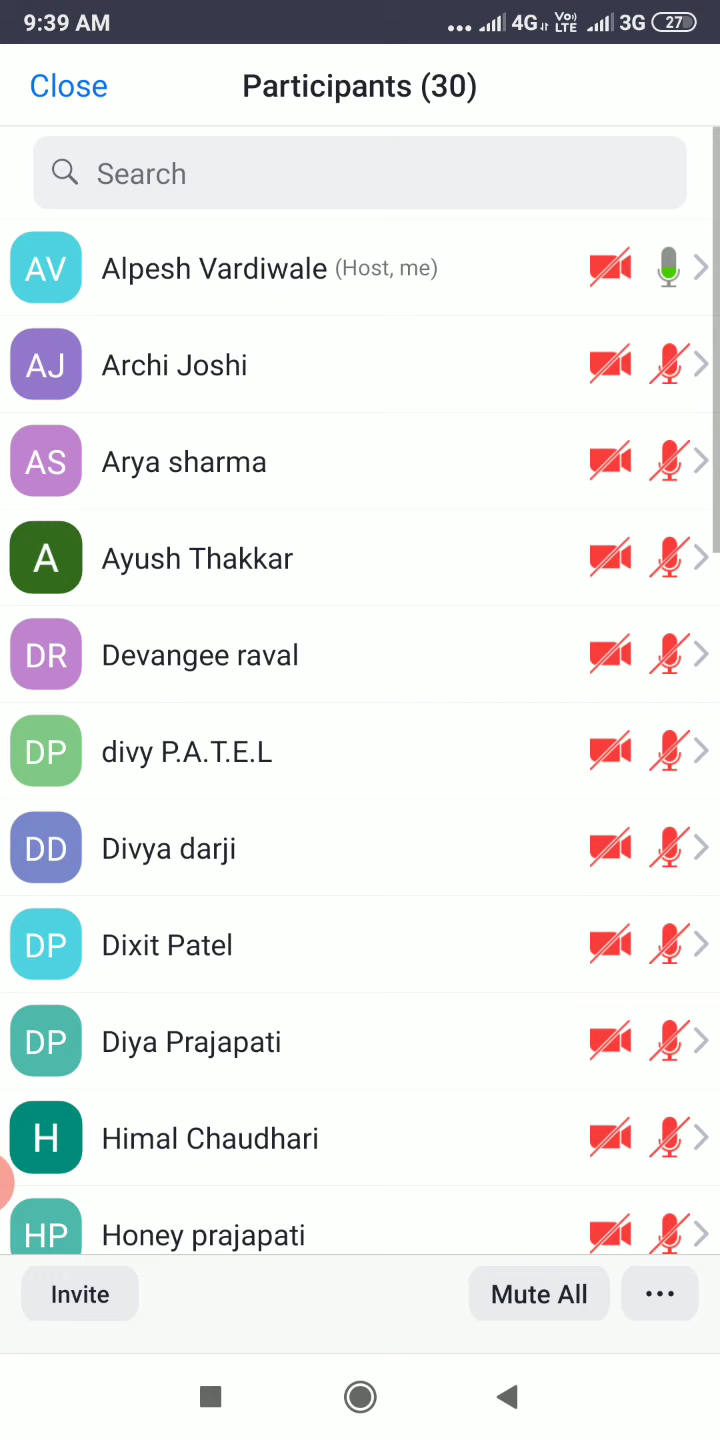 9:39 AM 4G Vo)) LTE 3G 27
Close Participants (30)
Search
AV Alpesh Vardiwale (Host, me)
AJ Archi Joshi
AS Arya sharma
A Ayush Thakkar
DR Devangee raval
DP divy P.A.T.E.L
DD Divya darji
DP Dixit Patel
DP Diya Prajapati
H Himal Chaudhari
HP Honey prajapati
Invite Mute All